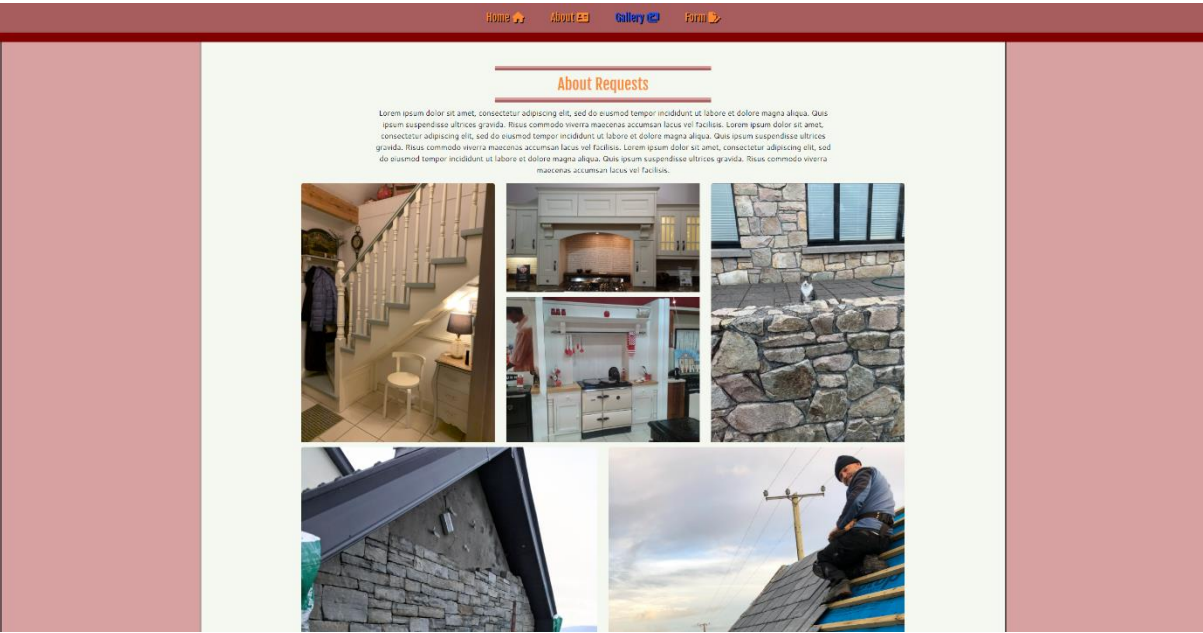 Home
About
Gallery
Form
About Requests
Lorem ipsum dolor sit amet, consectetur adipiscing elit, sed do eiusmod tempor incididunt ut labore et dolore magna aliqua. Quis
ipsum suspendisse ultrices gravida. Risus commodo viverra maecenas accumsan lacus vel facilisis. Lorem ipsum dolor sit amet,
consectetur adipiscing elit, sed do eiusmod tempor incididunt ut labore et dolore magna aliqua. Quis ipsum suspendisse ultrices
gravida. Risus commodo viverra maecenas accumsan lacus vel facilisis. Lorem ipsum dolor sit amet, consectetur adipiscing elit, sed
do eiusmod tempor incididunt ut labore et dolore magna aliqua. Quis ipsum suspendisse ultrices gravida. Risus commodo viverra
maecenas accumsan lacus vel facilisis.